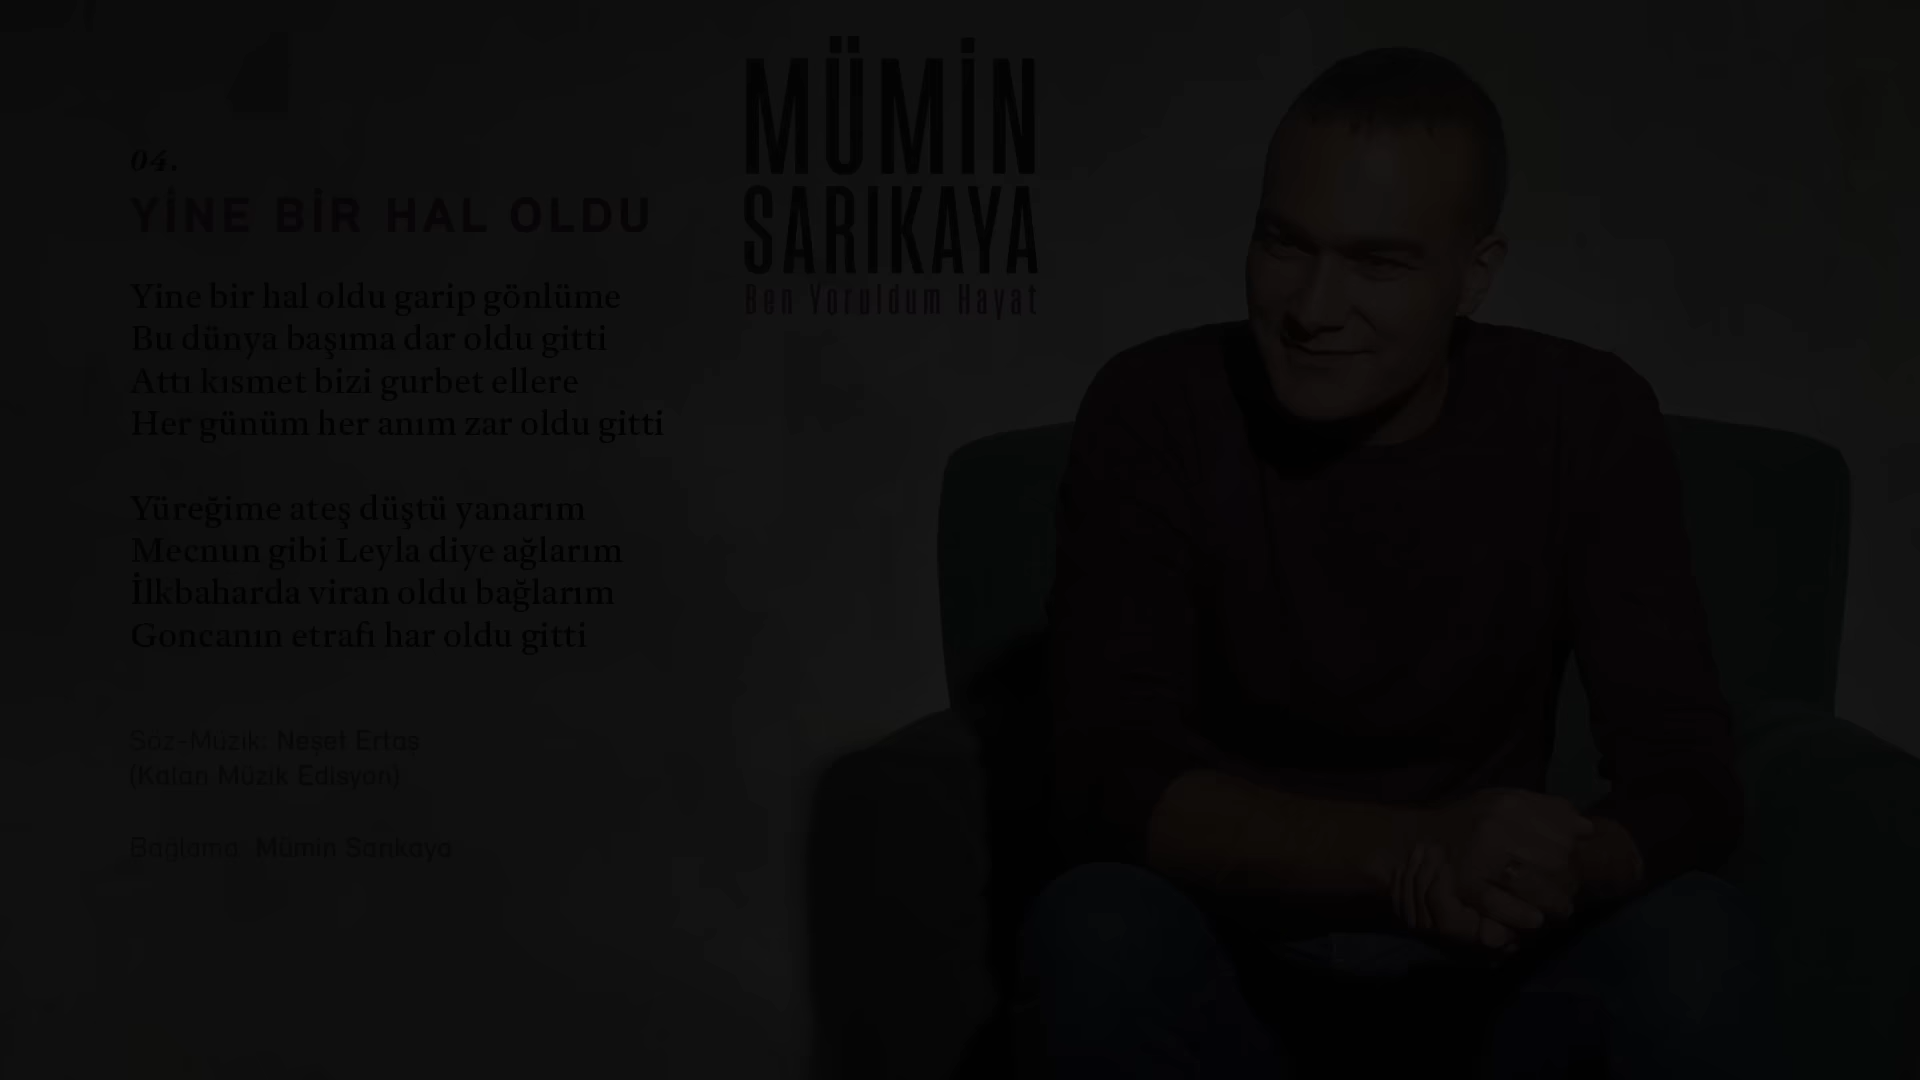 04.
YİNE BİR HAL OLDU
Yine bir hal oldu garip gönlüme
Bu dünya başıma dar oldu gitti
Attı kısmet bizi gurbet ellere
Her günüm her anım zar oldu gitti
Yüreğime ateş düştü yanarım
Mecnun gibi Leyla diye ağlarım
İlkbaharda viran oldu bağlarım
Goncanın etrafı har oldu gitti
Söz-Müzik: Neşet Ertaş
(Kalan Müzik Edisyon)
Bağlama: Mümin Sarıkaya
MÜMİN
SARIKAYA
Ben Yoruldum Hayat